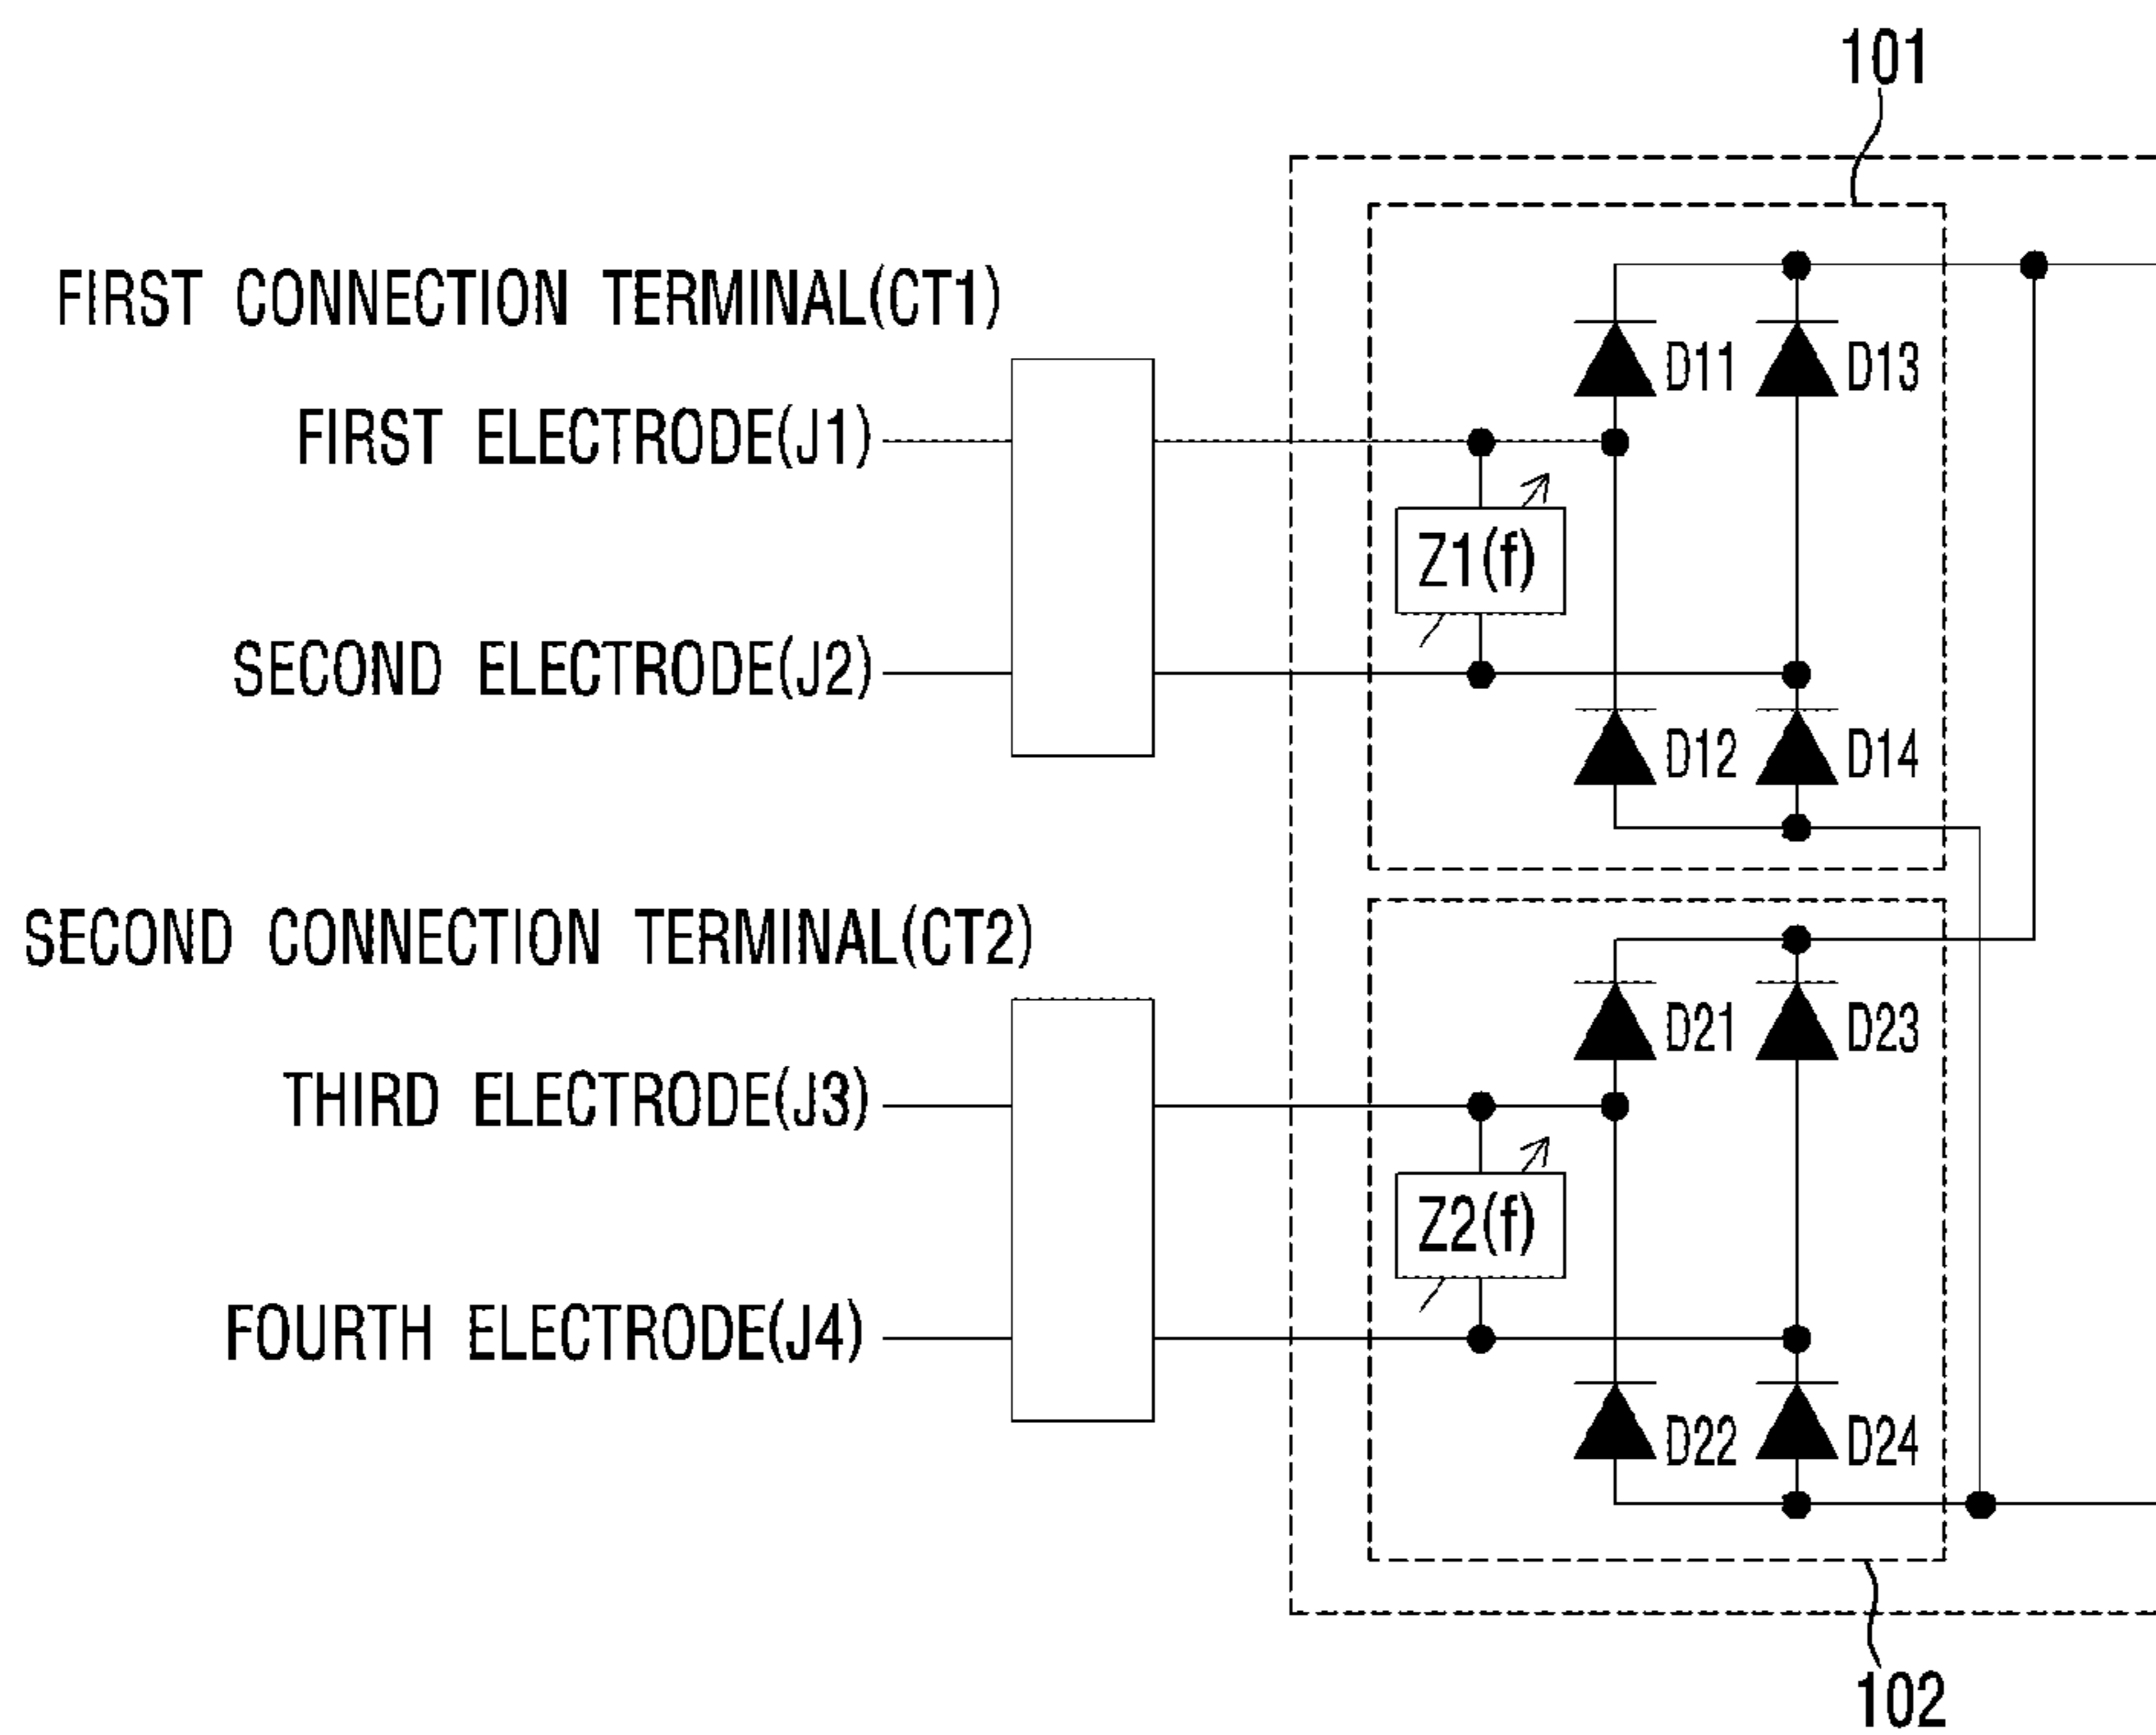 101
FIRST CONNECTION TERMINAL(CT1)
D11 D13
FIRST ELECTRODE(J1)
Z1(f)
SECOND ELECTRODE(J2)
D12 D14
SECOND CONNECTION TERMINAL(CT2)
D21 D23
THIRD ELECTRODE(J3)
Z2(f)
FOURTH ELECTRODE(J4)
D22 D24
102